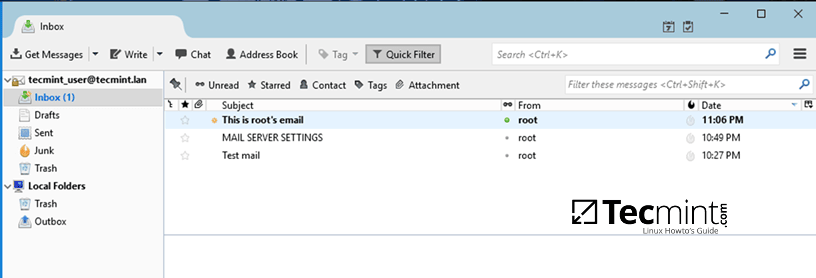 Inbox
Get Messages Write Chat Address Book Tag Quick Filter Search <Ctrl+K>
tecmint_user@tecmint.lan Unread Starred Contact Tags Attachment Filter these messages <Ctrl+Shift+K>
Inbox (1) Subject From Date
Drafts This is root's email root 11:06 PM
Sent MAIL SERVER SETTINGS root 10:49 PM
Junk Test mail root 10:27 PM
Trash
Local Folders
Trash
Outbox
Tecmint.com
Linux Howto's Guide